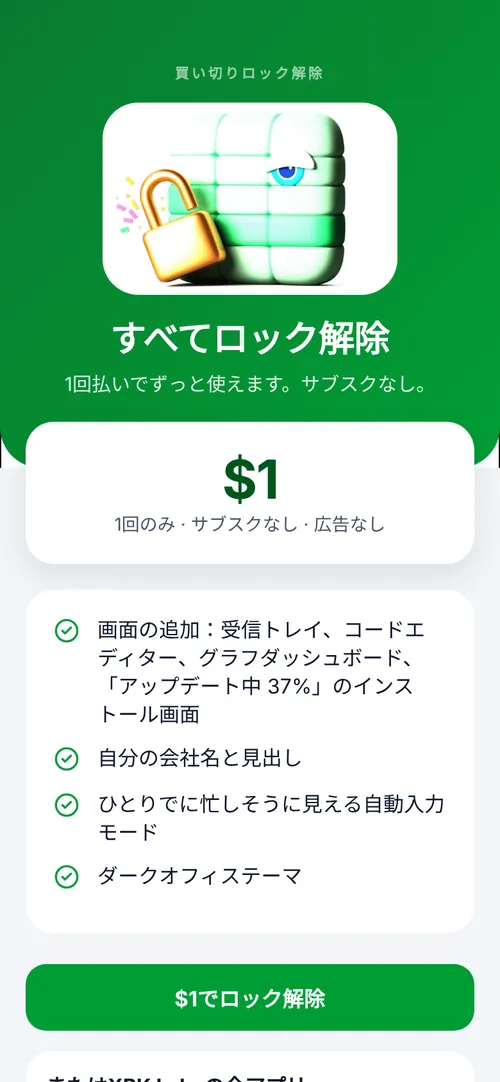 買い切りロック解除
すべてロック解除
1回払いでずっと使えます。サブスクなし。
$1
1回のみ · サブスクなし · 広告なし
画面の追加：受信トレイ、コードエ
ディター、グラフダッシュボード、
「アップデート中 37%」のインス
トール画面
自分の会社名と見出し
ひとりでに忙しそうに見える自動入力
モード
ダークオフィステーマ
$1でロック解除